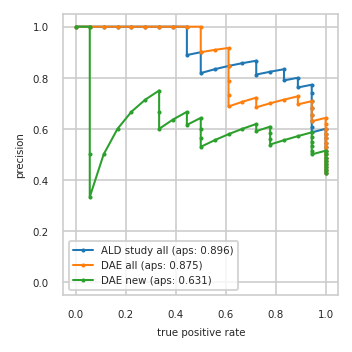 1.0
0.8
0.6
0.4
0.2
0.0
precision
ALD study all (aps: 0.896)
DAE all (aps: 0.875)
DAE new (aps: 0.631)
0.0 0.2 0.4 0.6 0.8 1.0
true positive rate